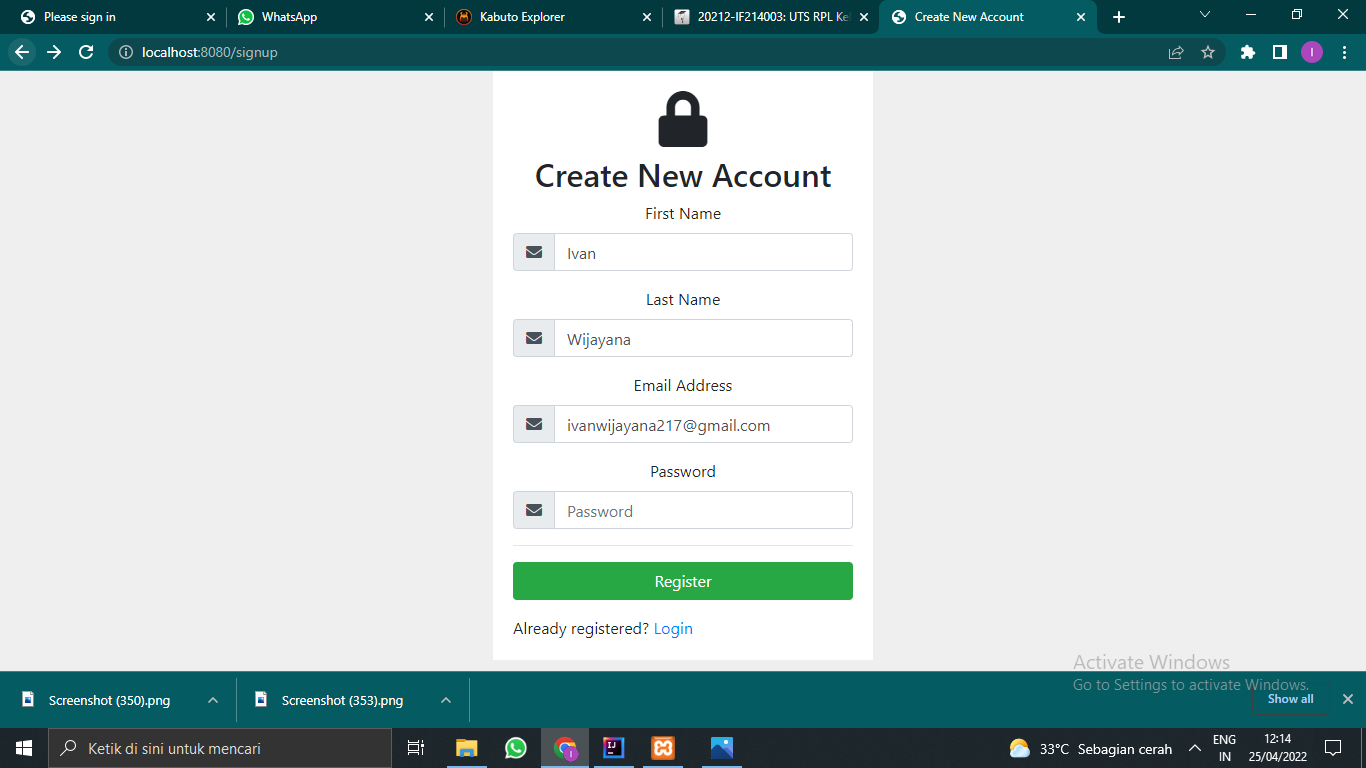 Please sign in
WhatsApp
Kabuto Explorer
20212-IF214003: UTS RPL Kel
Create New Account
localhost:8080/signup
I
Create New Account
First Name
Ivan
Last Name
Wijayana
Email Address
ivanwijayana217@gmail.com
Password
Password
Register
Already registered? Login
Activate Windows
Go to Settings to activate Windows.
Screenshot (350).png
Screenshot (353).png
Show all
Ketik di sini untuk mencari
33°C Sebagian cerah
ENG
IN
12:14
25/04/2022